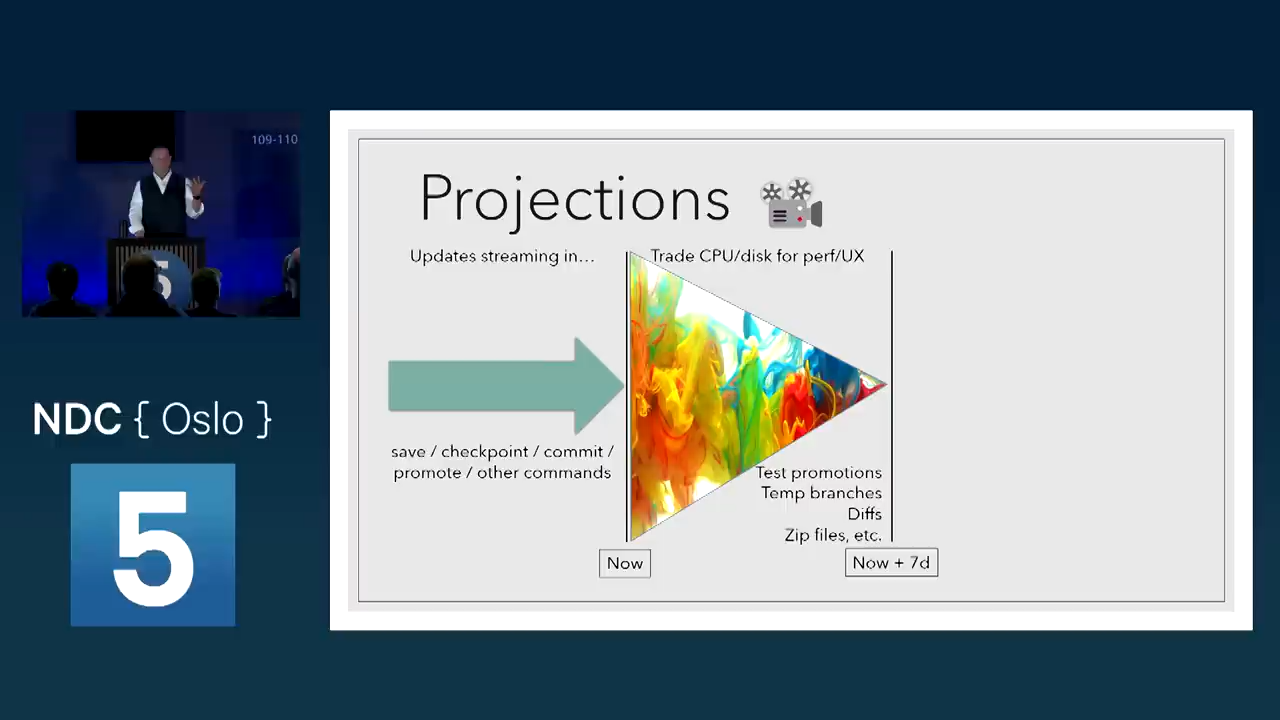 109-110
5
NDC { Oslo }
5
Projections
Updates streaming in...
Trade CPU/disk for perf/UX
save / checkpoint / commit /
promote / other commands
Test promotions
Temp branches
Diffs
Zip files, etc.
Now
Now + 7d